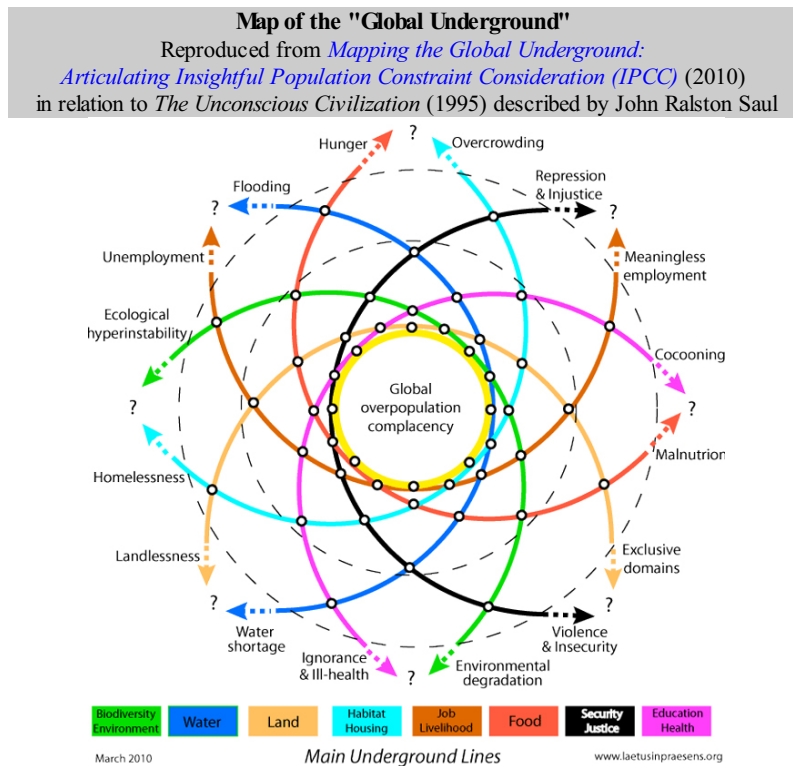 Map of the "Global Underground"
Reproduced from Mapping the Global Underground:
Articulating Insightful Population Constraint Consideration (IPCC) (2010)
in relation to The Unconscious Civilization (1995) described by John Ralston Saul
Hunger
?
Overcrowding
Flooding
Repression
& Injustice
?
?
Unemployment
Meaningless
employment
Ecological
hyperinstability
Cocooning
Global
overpopulation
complacency
?
?
Malnutrion
Homelessness
Landlessness
Exclusive
domains
?
?
Water
shortage
Violence
& Insecurity
Ignorance
& Ill-health
?
Environmental
degradation
Biodiversity
Environment
Water
Land
Habitat
Housing
Job
Livelihood
Food
Security
Justice
Education
Health
March 2010
Main Underground Lines
www.laetusinpraesens.org